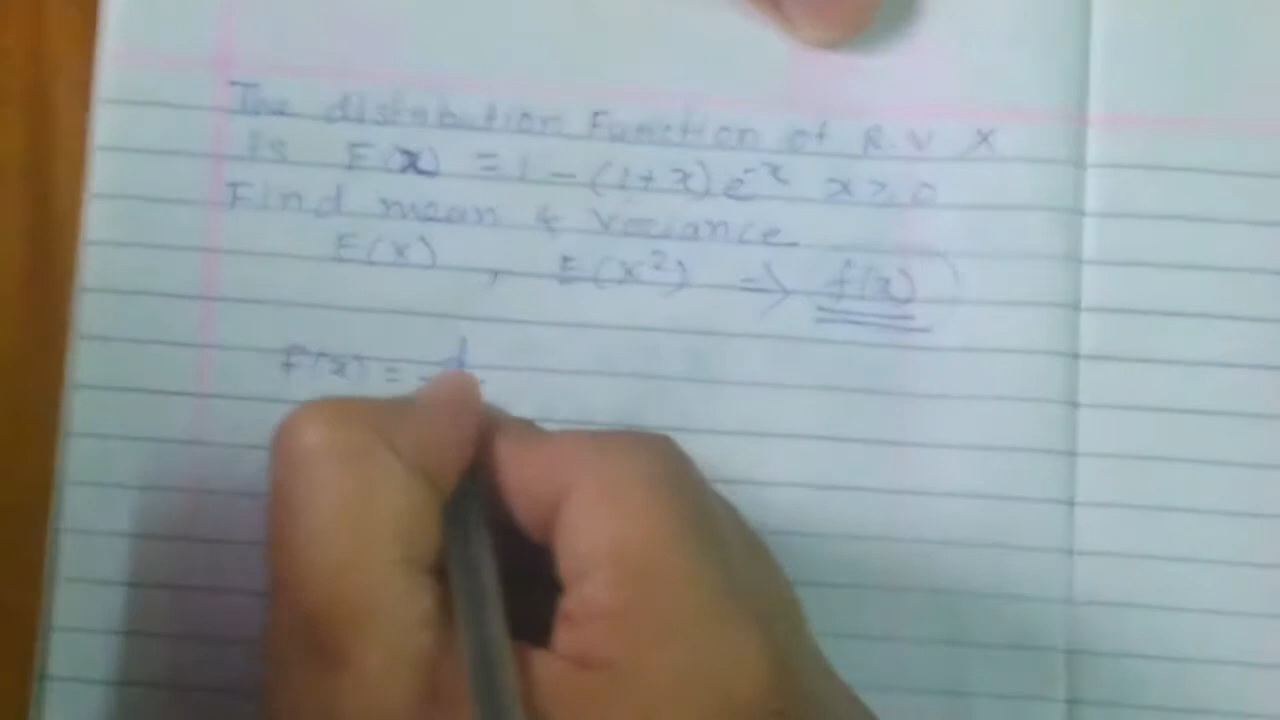 The distribution Function of R.V X
is F(x) = 1 - (1+x) e^-x x ≥ 0
Find mean & Variance
E(X) , E(X²) ⇒ f(x)
f(x) = d